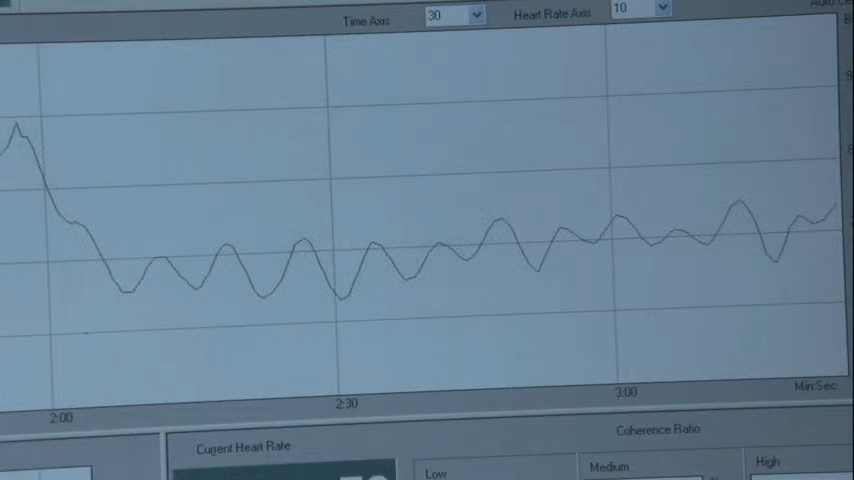 Time Axis 30 Heart Rate Axis 10
2:00 2:30 3:00 Min:Sec
Current Heart Rate Coherence Ratio
Low Medium High